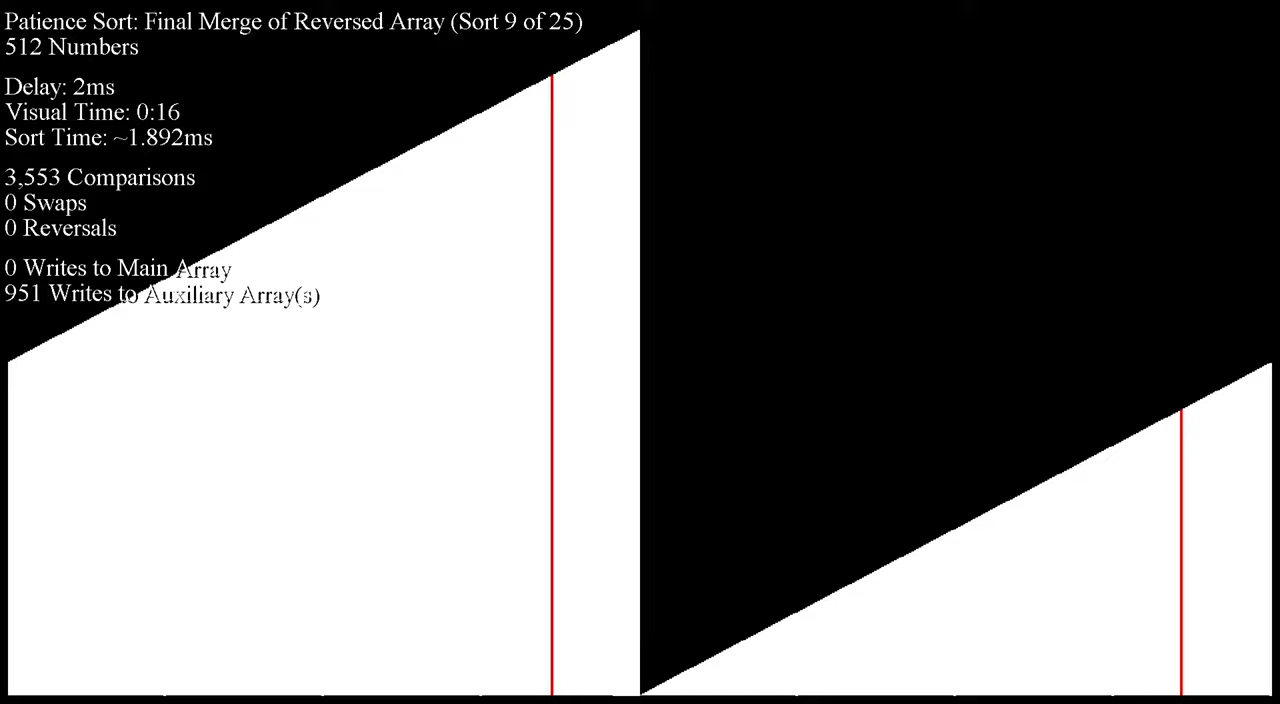 Patience Sort: Final Merge of Reversed Array (Sort 9 of 25)
512 Numbers
Delay: 2ms
Visual Time: 0:16
Sort Time: ~1.892ms
3,553 Comparisons
0 Swaps
0 Reversals
0 Writes to Main Array
951 Writes to Auxiliary Array(s)